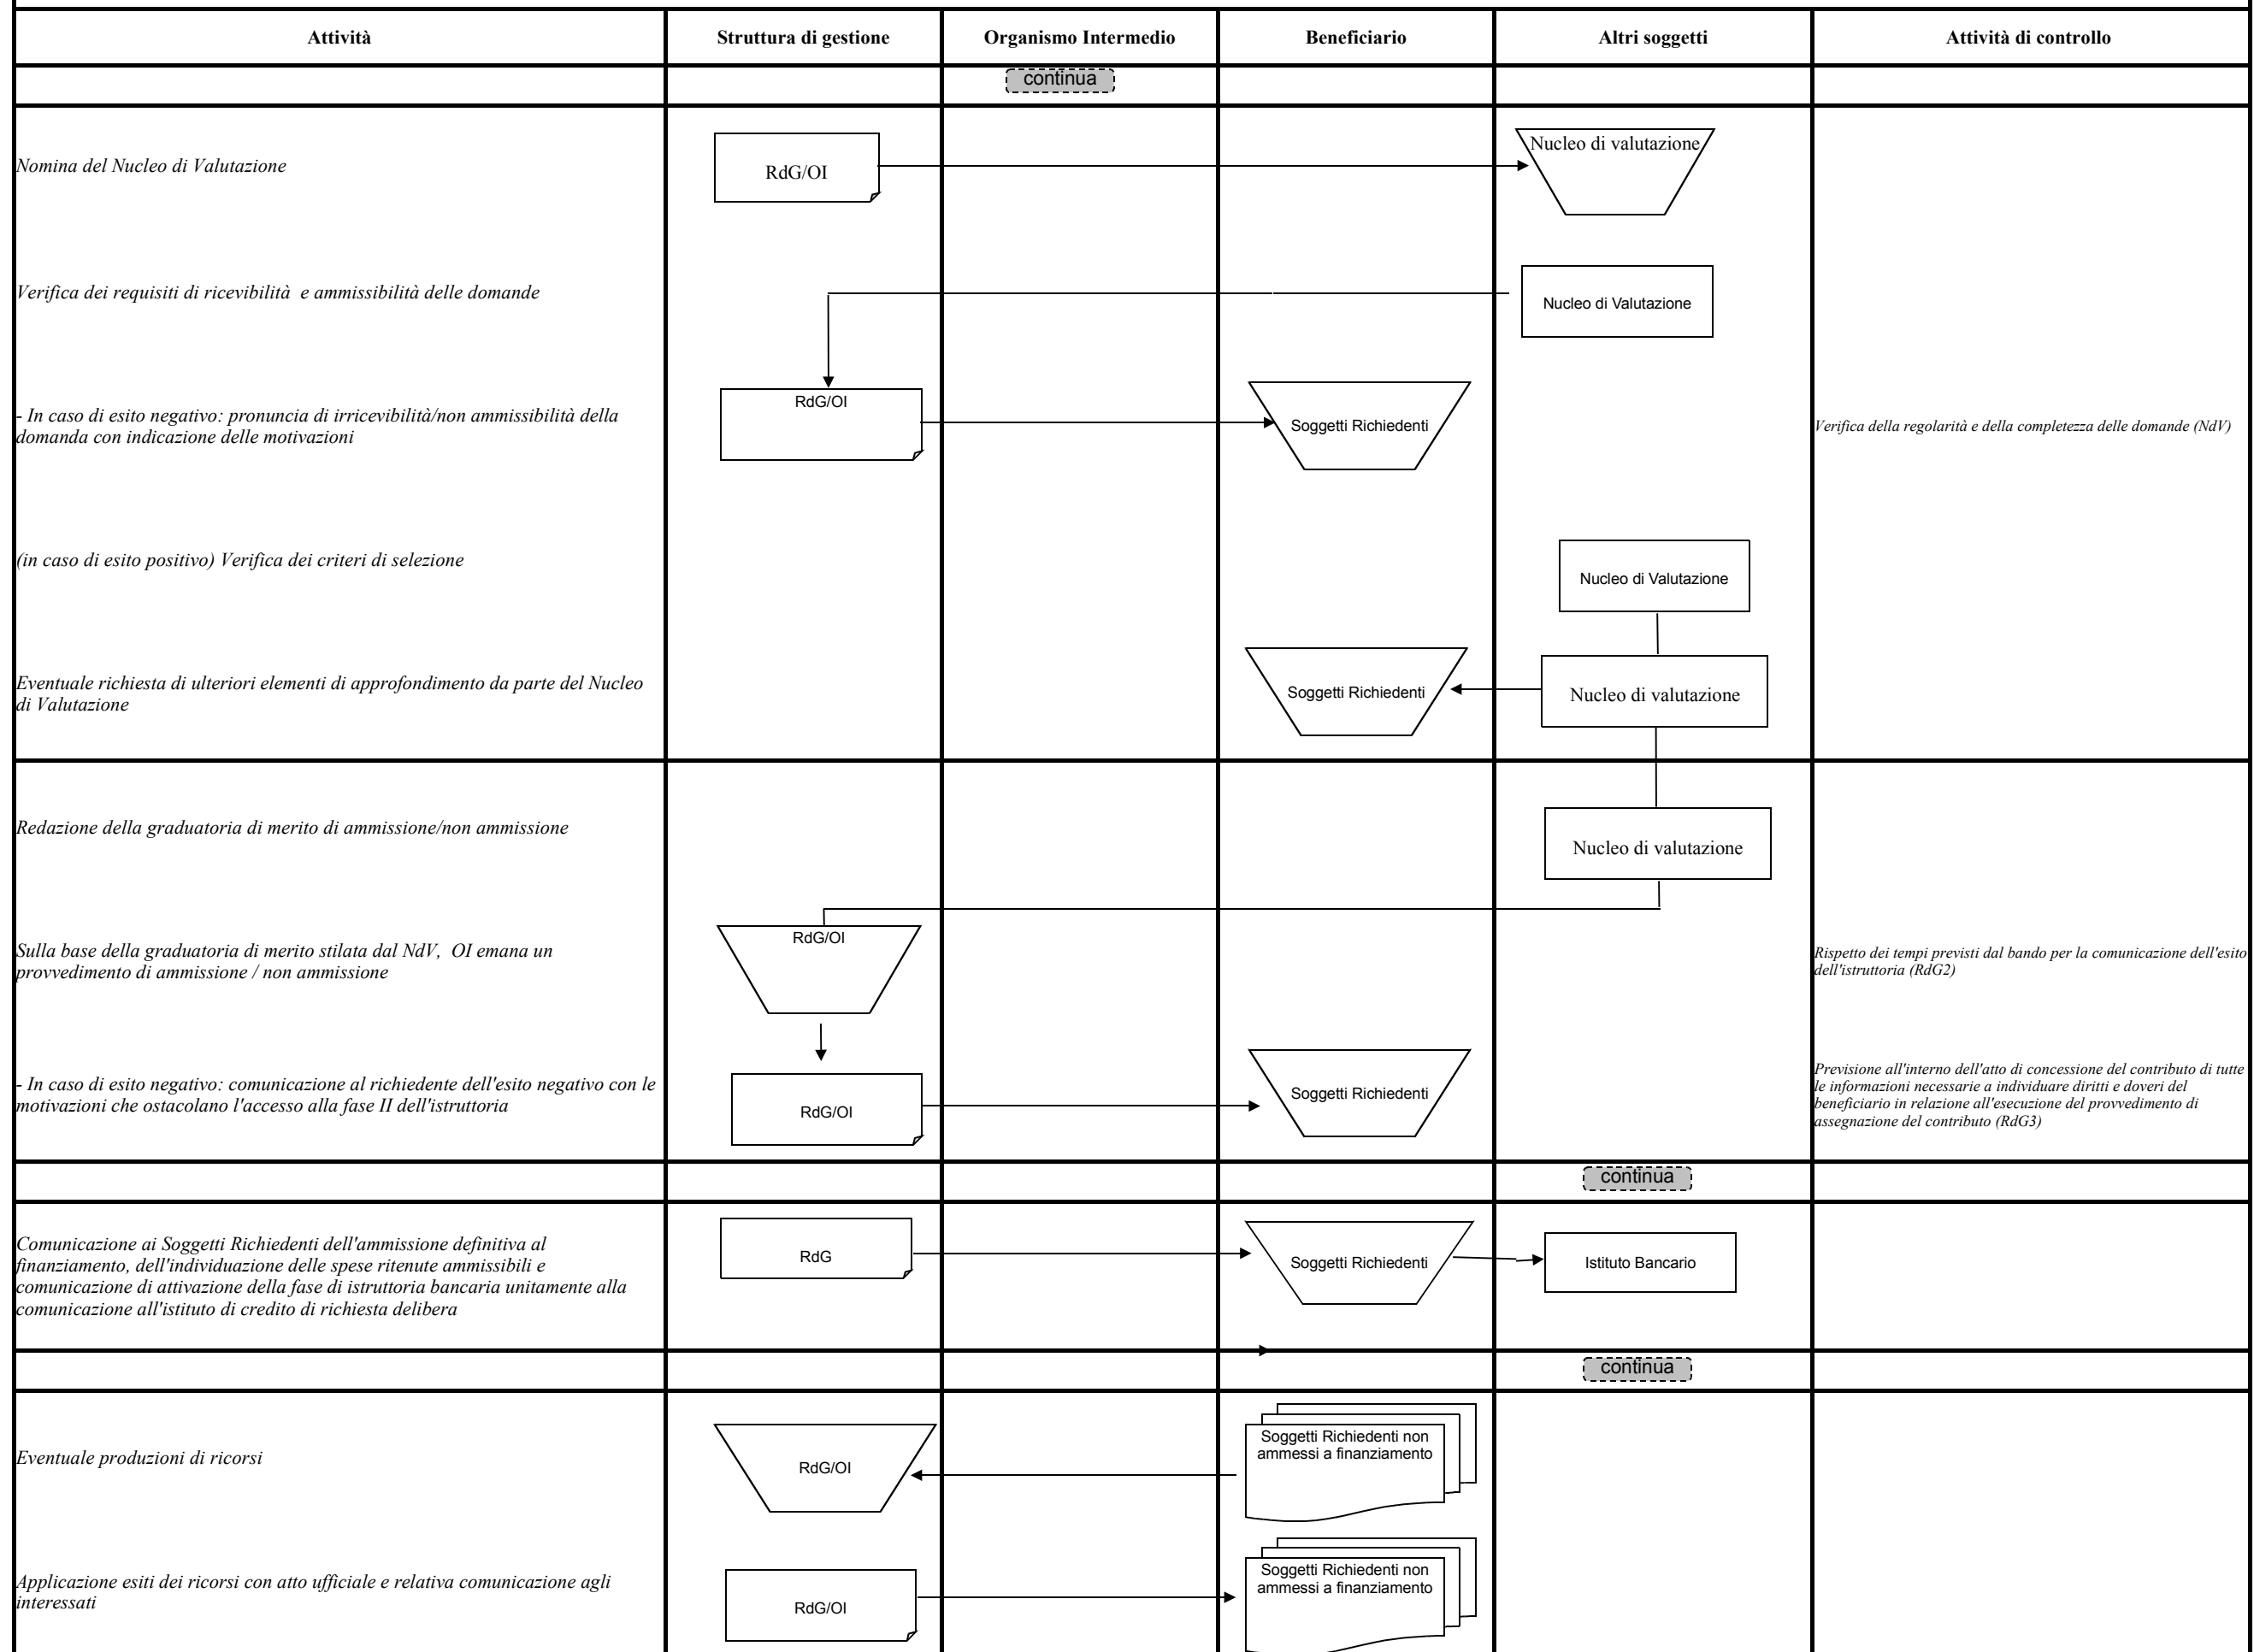 Attività
Struttura di gestione
Organismo Intermedio
Beneficiario
Altri soggetti
Attività di controllo
continua
Nomina del Nucleo di Valutazione
RdG/OI
Nucleo di valutazione
Verifica dei requisiti di ricevibilità  e ammissibilità delle domande
Nucleo di Valutazione
- In caso di esito negativo: pronuncia di irricevibilità/non ammissibilità della
domanda con indicazione delle motivazioni
RdG/OI
Soggetti Richiedenti
Verifica della regolarità e della completezza delle domande (NdV)
(in caso di esito positivo) Verifica dei criteri di selezione
Nucleo di Valutazione
Eventuale richiesta di ulteriori elementi di approfondimento da parte del Nucleo
di Valutazione
Soggetti Richiedenti
Nucleo di valutazione
Redazione della graduatoria di merito di ammissione/non ammissione
Nucleo di valutazione
Sulla base della graduatoria di merito stilata dal NdV,  OI emana un
provvedimento di ammissione / non ammissione
RdG/OI
Rispetto dei tempi previsti dal bando per la comunicazione dell'esito
dell'istruttoria (RdG2)
- In caso di esito negativo: comunicazione al richiedente dell'esito negativo con le
motivazioni che ostacolano l'accesso alla fase II dell'istruttoria
RdG/OI
Soggetti Richiedenti
Previsione all'interno dell'atto di concessione del contributo di tutte
le informazioni necessarie a individuare diritti e doveri del
beneficiario in relazione all'esecuzione del provvedimento di
assegnazione del contributo (RdG3)
continua
Comunicazione ai Soggetti Richiedenti dell'ammissione definitiva al
finanziamento, dell'individuazione delle spese ritenute ammissibili e
comunicazione di attivazione della fase di istruttoria bancaria unitamente alla
comunicazione all'istituto di credito di richiesta delibera
RdG
Soggetti Richiedenti
Istituto Bancario
continua
Eventuale produzioni di ricorsi
RdG/OI
Soggetti Richiedenti non
ammessi a finanziamento
Applicazione esiti dei ricorsi con atto ufficiale e relativa comunicazione agli
interessati
RdG/OI
Soggetti Richiedenti non
ammessi a finanziamento